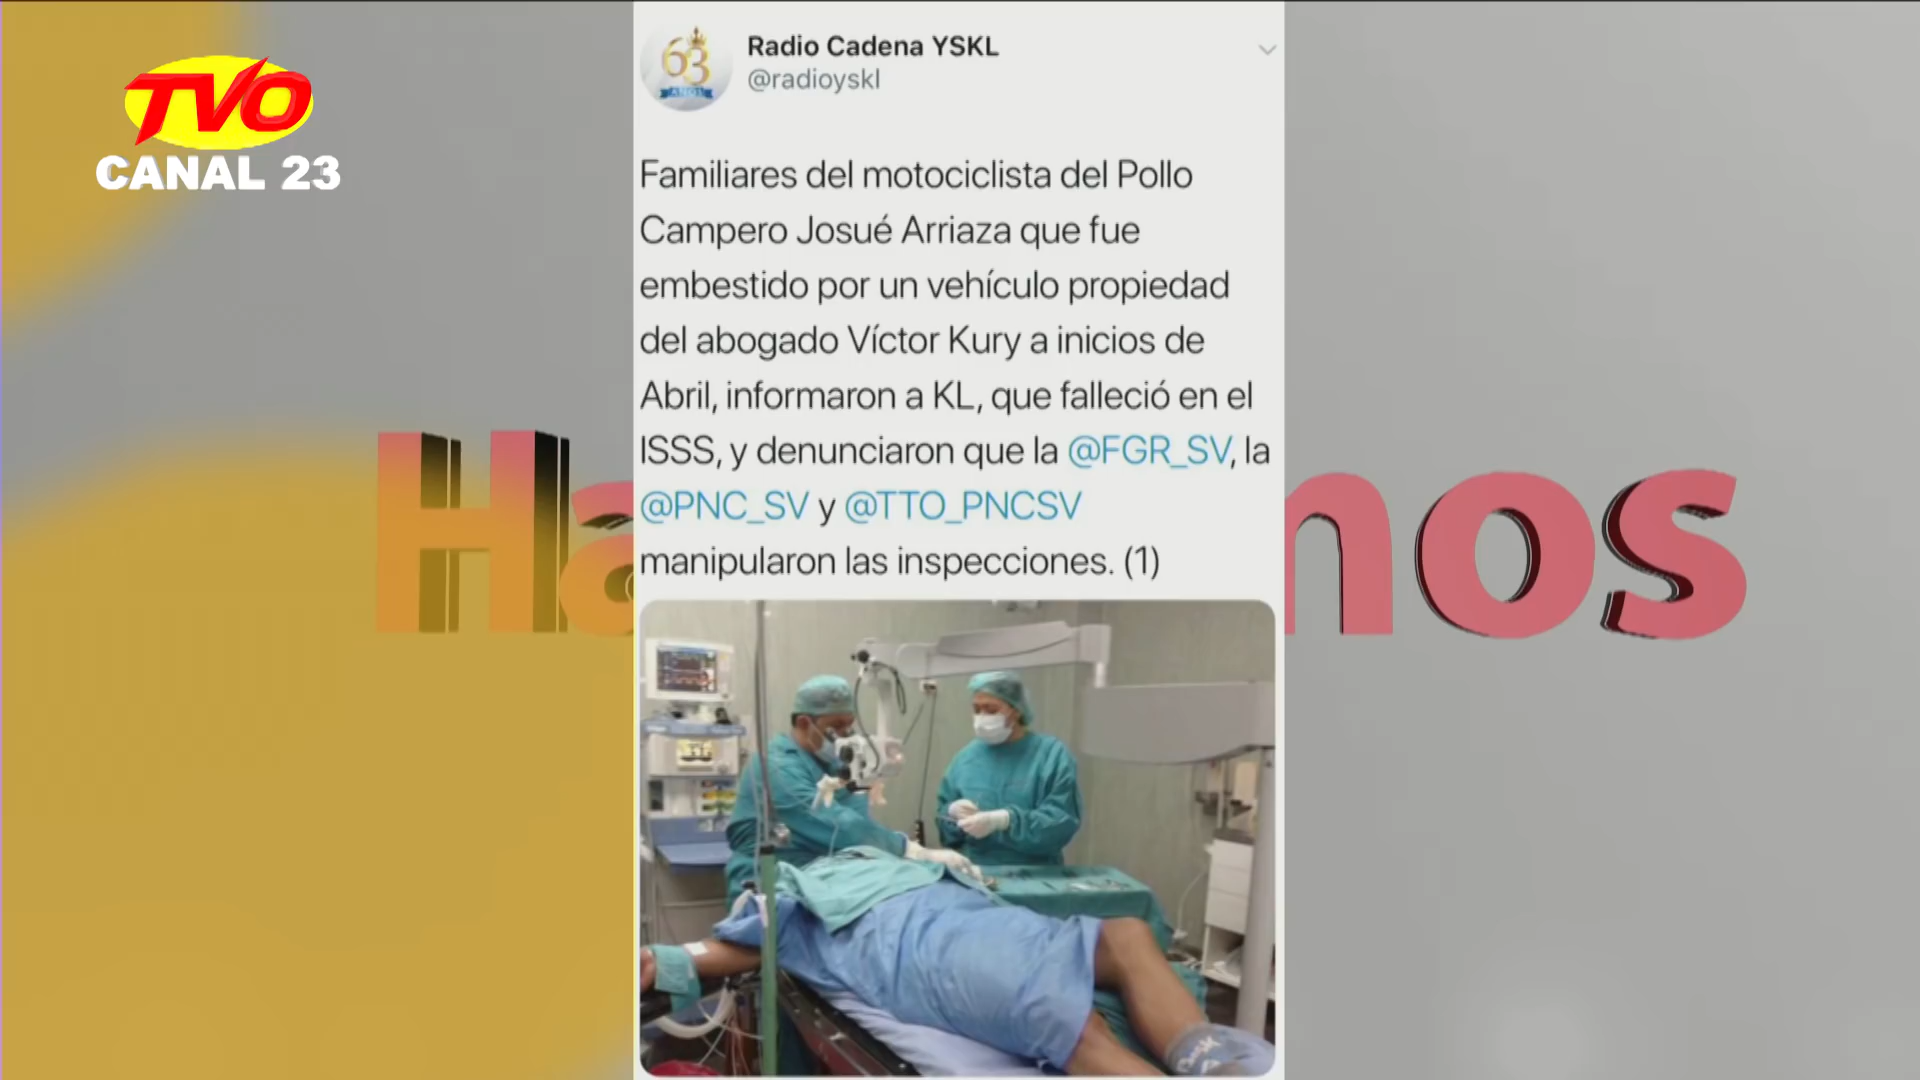 TVO
CANAL 23
63
AÑOS
Radio Cadena YSKL
@radioyskl
Familiares del motociclista del Pollo
Campero Josué Arriaza que fue
embestido por un vehículo propiedad
del abogado Víctor Kury a inicios de
Abril, informaron a KL, que falleció en el
ISSS, y denunciaron que la @FGR_SV, la
@PNC_SV y @TTO_PNCSV
manipularon las inspecciones. (1)